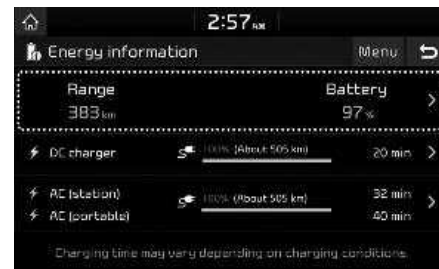 2:57 AM
Energy information Menu
Range Battery
383 km 97 %
DC charger 100% (About 505 km) 20 min
AC (station) 100% (About 505 km) 32 min
AC (portable) 40 min
Charging time may vary depending on charging conditions.